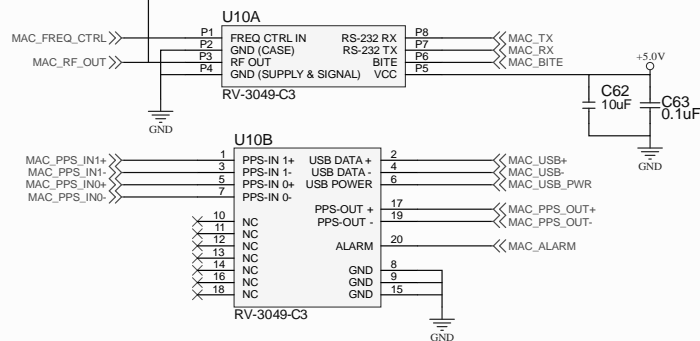 U10A
MAC_FREQ_CTRL P1 FREQ CTRL IN RS-232 RX P8 MAC_TX
P2 GND (CASE) RS-232 TX P7 MAC_RX
MAC_RF_OUT P3 RF OUT BITE P6 MAC_BITE
P4 GND (SUPPLY & SIGNAL) VCC P5
+5.0V
RV-3049-C3
C62
10uF
C63
0.1uF
GND
GND
U10B
MAC_PPS_IN1+ 1 PPS-IN 1+ USB DATA + 2 MAC_USB+
MAC_PPS_IN1- 3 PPS-IN 1- USB DATA - 4 MAC_USB-
MAC_PPS_IN0+ 5 PPS-IN 0+ USB POWER 6 MAC_USB_PWR
MAC_PPS_IN0- 7 PPS-IN 0-
PPS-OUT + 17 MAC_PPS_OUT+
10 NC PPS-OUT - 19 MAC_PPS_OUT-
11 NC
12 NC ALARM 20 MAC_ALARM
13 NC
14 NC GND 8
16 NC GND 9
18 NC GND 15
RV-3049-C3
GND